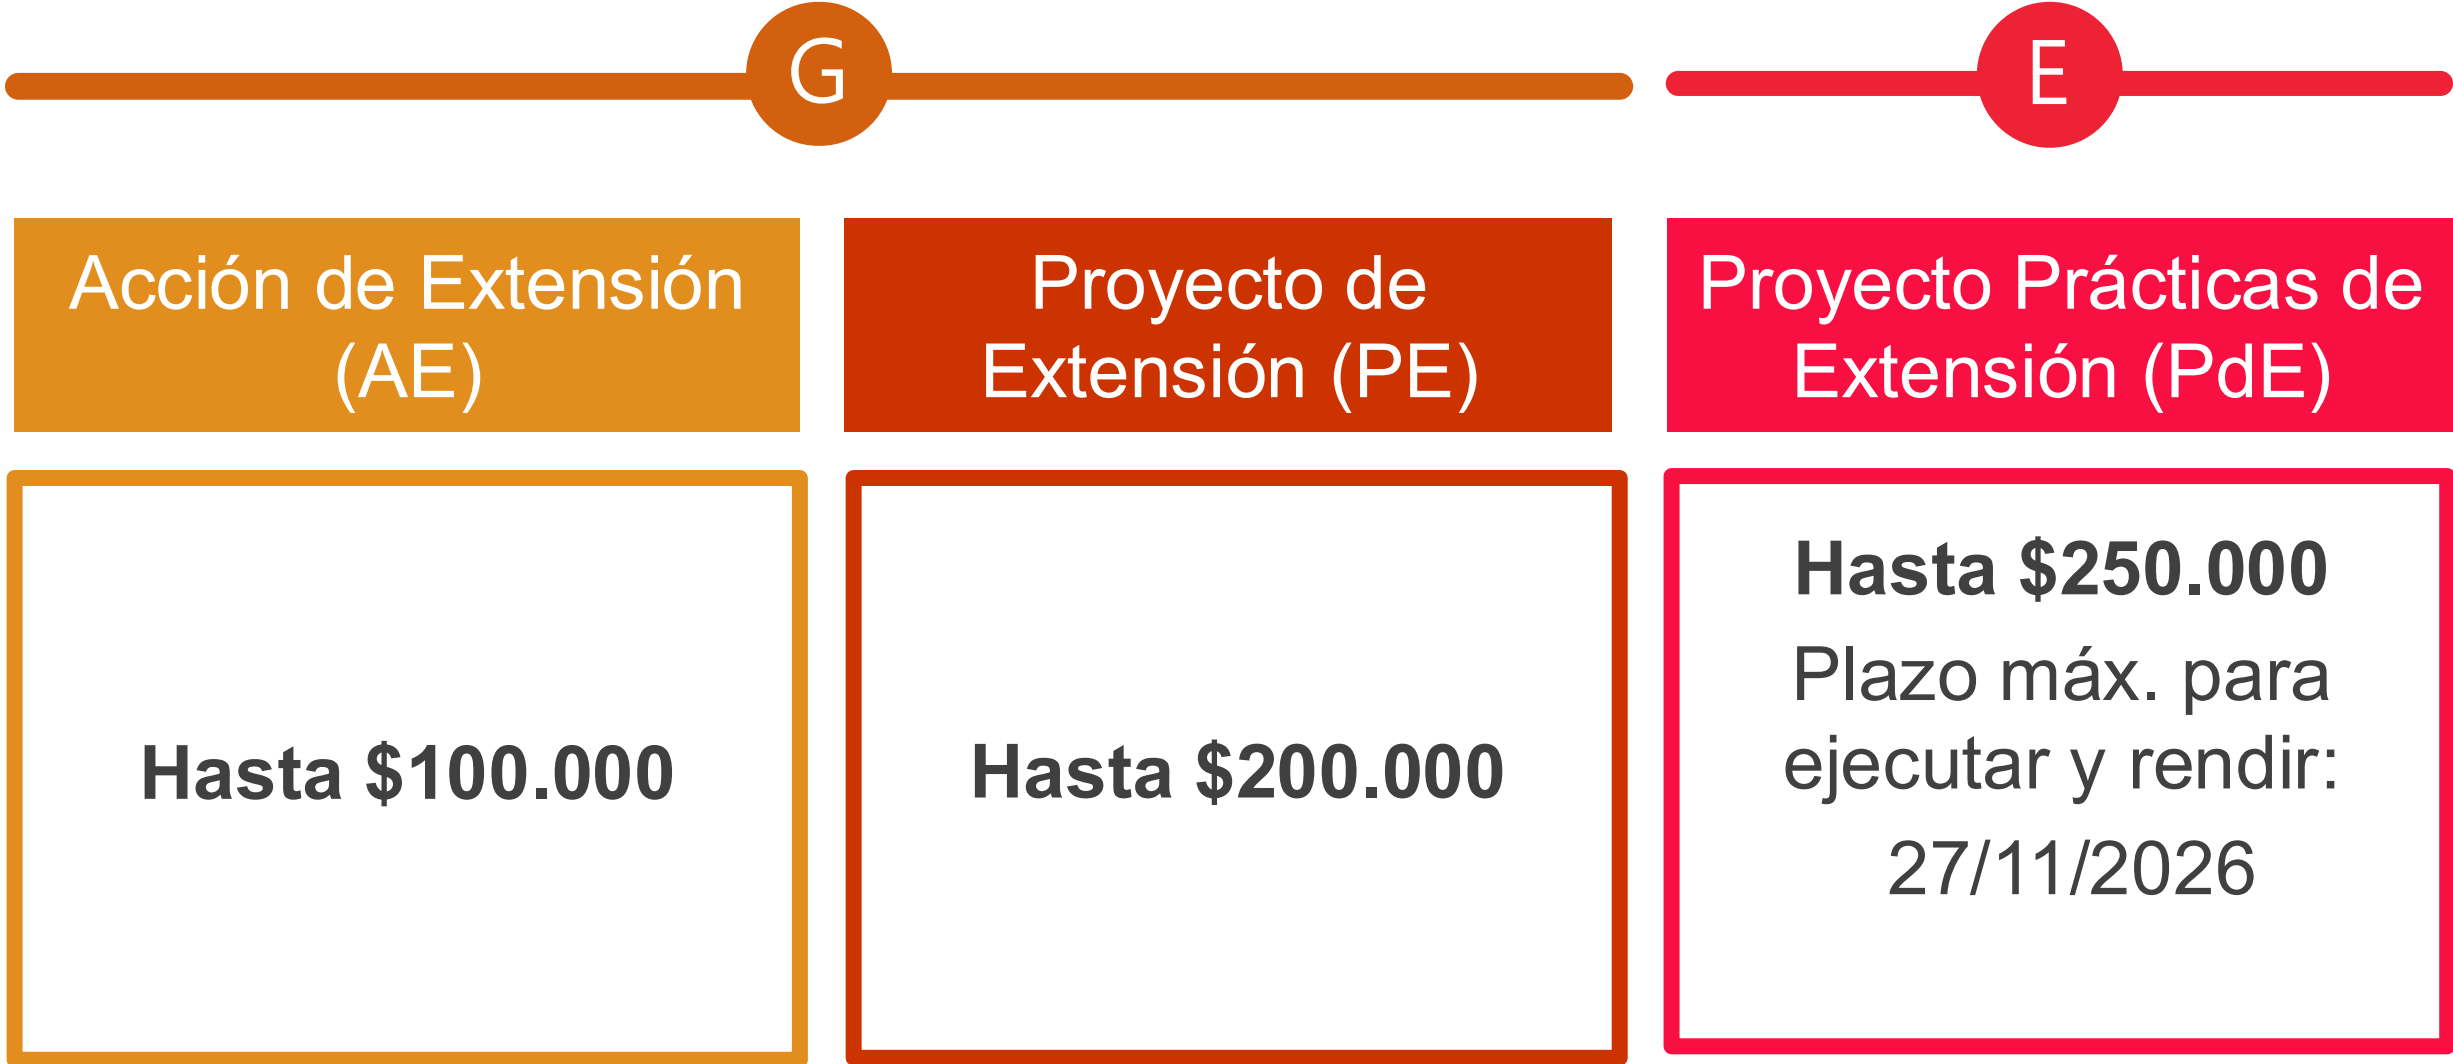 G
E
Acción de Extensión
(AE)
Proyecto de
Extensión (PE)
Proyecto Prácticas de
Extensión (PdE)
Hasta $100.000
Hasta $200.000
Hasta $250.000
Plazo máx. para
ejecutar y rendir:
27/11/2026